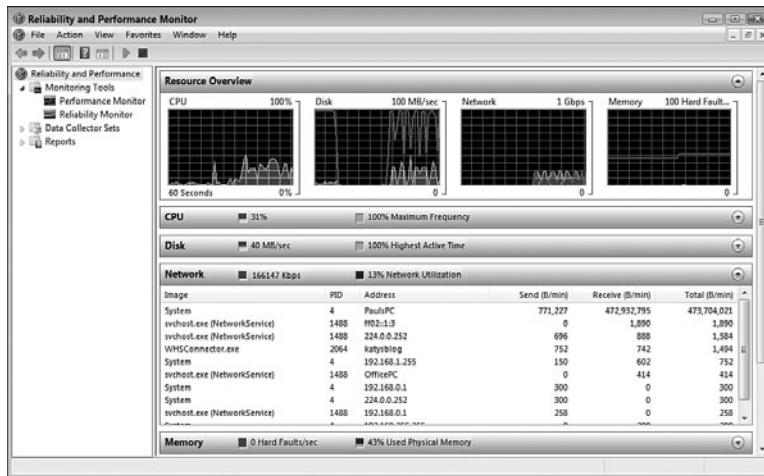 Reliability and Performance Monitor
File Action View Favorites Window Help
Reliability and Performance
Monitoring Tools
Performance Monitor
Reliability Monitor
Data Collector Sets
Reports
Resource Overview
CPU 100%
60 Seconds 0%
Disk 100 MB/sec
0
Network 1 Gbps
0
Memory 100 Hard Fault...
0
CPU 31% 100% Maximum Frequency
Disk 40 MB/sec 100% Highest Active Time
Network 166147 Kbps 13% Network Utilization
Image PID Address Send (B/min) Receive (B/min) Total (B/min)
System 4 PaulsPC 771,227 472,932,795 473,704,021
svchost.exe (NetworkService) 1488 ff02::1:3 0 1,890 1,890
svchost.exe (NetworkService) 1488 224.0.0.252 696 888 1,584
WHSConnector.exe 2064 katysblog 752 742 1,494
System 4 192.168.1.255 150 602 752
svchost.exe (NetworkService) 1488 OfficePC 0 414 414
System 4 192.168.0.1 300 0 300
System 4 224.0.0.252 300 0 300
svchost.exe (NetworkService) 1488 192.168.0.1 258 0 258
Memory 0 Hard Faults/sec 43% Used Physical Memory